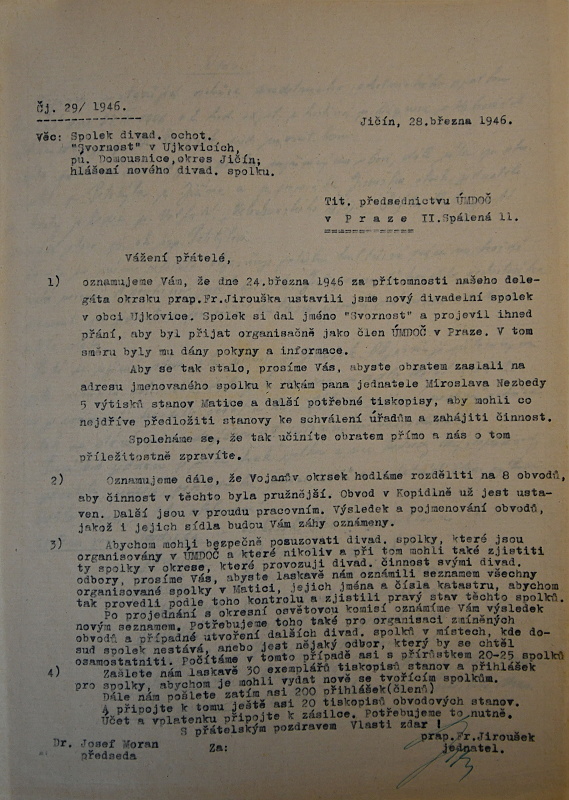 Čj. 29/ 1946.
Jičín, 28.března 1946.
Věc: Spolek divad. ochot.
"Svornost" v Ujkovicích,
pu. Domousnice,okres Jičín;
hlášení nového divad. spolku.
Tit. předsednictvu ÚMDOČ
v P r a z e II.Spálená 11.
Vážení přátelé,
1) oznamujeme Vám, že dne 24.března 1946 za přítomnosti našeho dele-
gáta okrsku prap.Fr.Jirouška ustavili jsme nový divadelní spolek
v obci Ujkovice. Spolek si dal jméno "Svornost" a projevil ihned
přání, aby byl přijat organisačně jako člen ÚMDOČ v Praze. V tom
směru byly mu dány pokyny a informace.
Aby se tak stalo, prosíme Vás, abyste obratem zaslali na
adresu jmenovaného spolku k rukám pana jednatele Miroslava Nezbedy
5 výtisků stanov Matice a další potřebné tiskopisy, aby mohli co
nejdříve předložiti stanovy ke schválení úřadům a zahájiti činnost.
Spoleháme se, že tak učiníte obratem přímo a nás o tom
příležitostně zpravíte.
2) Oznamujeme dále, že Vojanův okrsek hodláme rozděliti na 8 obvodů,
aby činnost v těchto byla pružnější. Obvod v Kopidlně už jest usta-
ven. Další jsou v proudu pracovním. Výsledek a pojmenování obvodů,
jakož i jejich sídla budou Vám záhy oznámeny.
3) Abychom mohli bezpečně posuzovati divad. spolky, které jsou
organisovány v ÚMDOČ a které nikoliv a při tom mohli také zjistiti
ty spolky v okrese, které provozují divad. činnost svými divad.
odbory, prosíme Vás, abyste laskavě nám oznámili seznamem všechny
organisované spolky v Matici, jejich jména a čísla katastru, abychom
tak provedli podle toho kontrolu a zjistili pravý stav těchto spolků.
Po projednání s okresní osvětovou komisí oznámíme Vám výsledek
novým seznamem. Potřebujeme toho také pro organisaci zmíněných
obvodů a případné utvoření dalších divad. spolků v místech, kde do-
sud spolek nestává, anebo jest nějaký odbor, který by se chtěl
osamostatniti. Počítáme v tomto případě asi s přírůstkem 20-25 spolků
4) Zašlete nám laskavě 30 exemplářů tiskopisů stanov a přihlášek
pro spolky, abychom je mohli vydat nově se tvořícím spolkům.
Dále nám pošlete zatím asi 200 přihlášek(členů)
A připojte k tomu ještě asi 20 tiskopisů obvodových stanov.
Účet a vplatenku připojte k zásilce. Potřebujeme to nutně.
S přátelským pozdravem Vlasti zdar !
prap.Fr.Jiroušek
Dr. Josef Moran Za: jednatel.
předseda